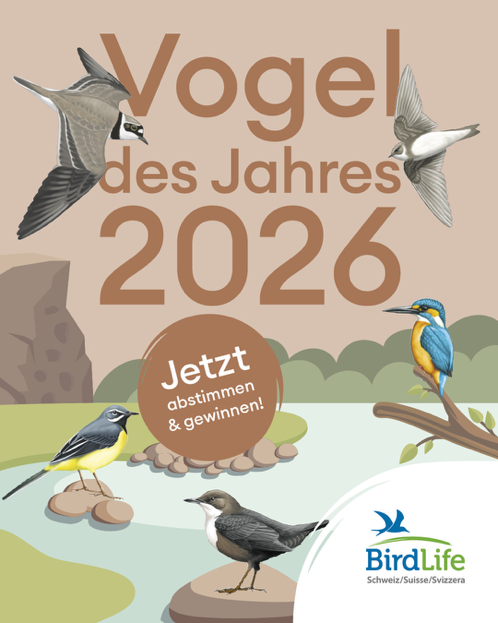 Vogel
des Jahres
2026
Jetzt
abstimmen
& gewinnen!
BirdLife
Schweiz/Suisse/Svizzera